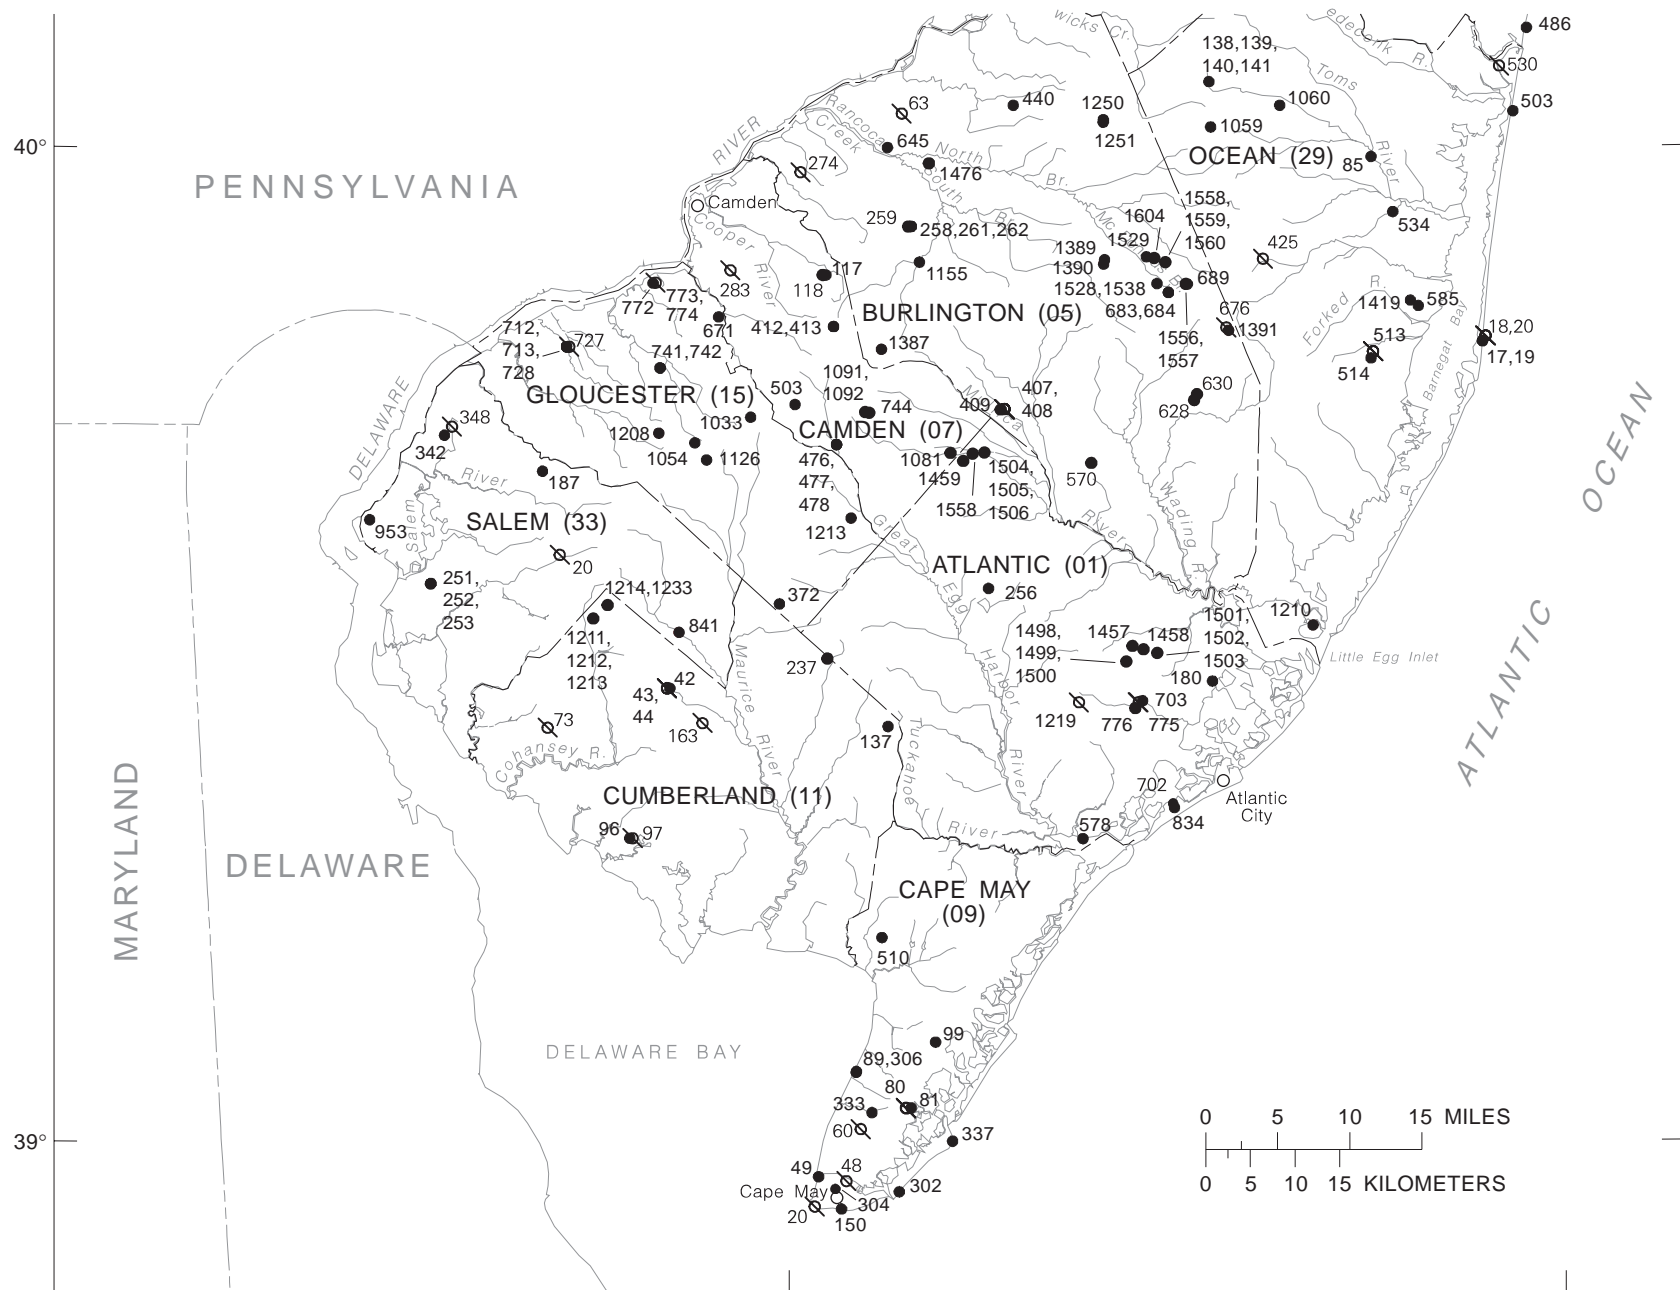 wicks Cr.
ederick R.
486
138,139,
140,141
530
Toms
63
440
1250
1060
503
Rancocas
Creek
1251
1059
RIVER
40°
645
North
OCEAN (29)
River
85
274
1476
South
Br.
PENNSYLVANIA
Camden
1558,
1559,
1560
1604
Mc
534
Cooper
River
259
258,261,262
Br.
1529
425
1389
1390
117
118
1155
283
1528,1538
689
R.
1419
585
772
773,
774
BURLINGTON (05)
683,684
676
1391
Forked
Bay
18,20
671
412,413
712,
713,
728
727
1387
1556,
1557
513
17,19
741,742
1091,
1092
514
Barnegat
GLOUCESTER (15)
503
744
409
407,
408
630
628
DELAWARE
348
342
1033
CAMDEN (07)
1208
1054
1126
476,
477,
478
1081
1459
1504,
1505,
1506
570
OCEAN
River
187
1558
Wading
R.
953
Salem
SALEM (33)
1213
Great
River
20
ATLANTIC (01)
251,
252,
253
1214,1233
372
Egg
256
1210
1501,
1502,
1503
841
1498,
1499,
1500
1457
1458
ATLANTIC
1211,
1212,
1213
Maurice
River
237
Harbor
River
Little Egg Inlet
42
43,
44
180
703
73
163
1219
776
775
137
Tuckahoe
Cohansey R.
MARYLAND
CUMBERLAND (11)
702
Atlantic
City
834
96
97
River
578
DELAWARE
CAPE MAY
(09)
510
99
DELAWARE BAY
89,306
80
81
333
60
337
0 5 10 15 MILES
39°
49
48
Cape May
302
0 5 10 15 KILOMETERS
304
20
150